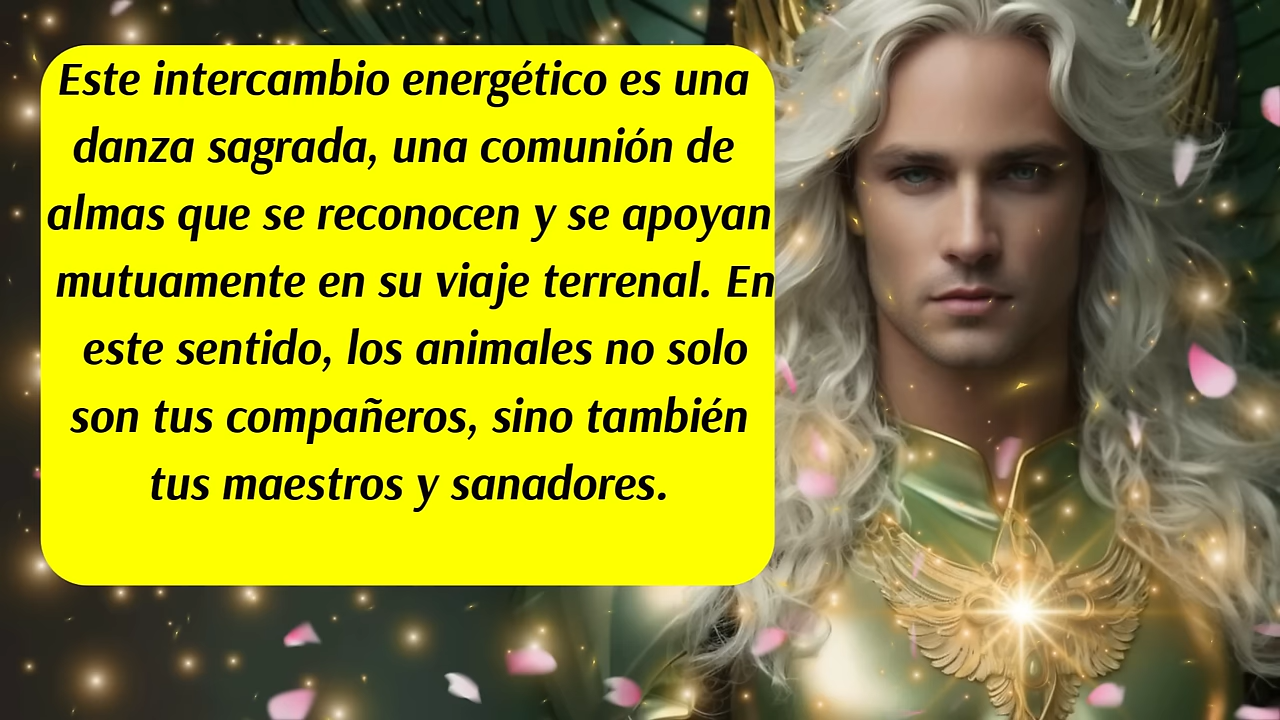 Este intercambio energético es una
danza sagrada, una comunión de
almas que se reconocen y se apoyan
mutuamente en su viaje terrenal. En
este sentido, los animales no solo
son tus compañeros, sino también
tus maestros y sanadores.